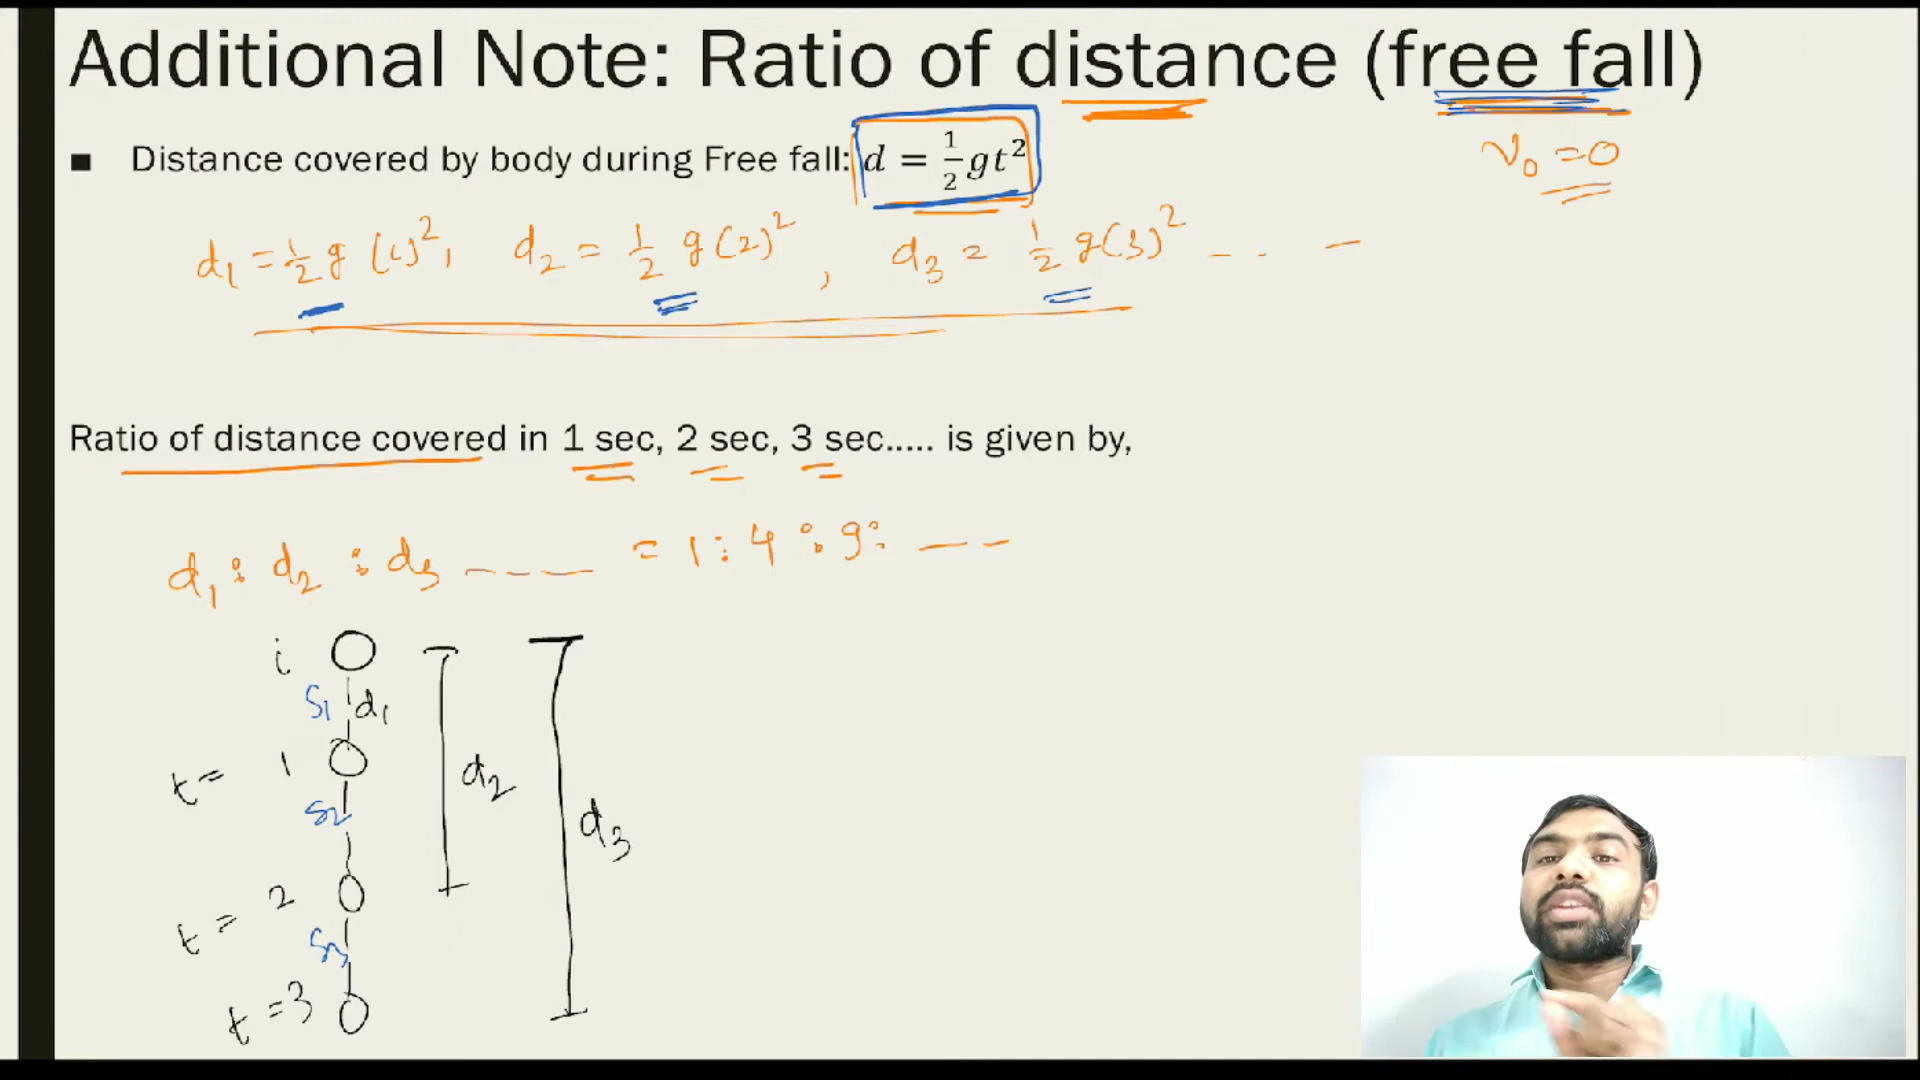 Additional Note: Ratio of distance (free fall)
■ Distance covered by body during Free fall: d = 1/2 gt²
v₀ = 0
d₁ = 1/2 g (1)², d₂ = 1/2 g (2)², d₃ = 1/2 g (3)² - - -
Ratio of distance covered in 1 sec, 2 sec, 3 sec..... is given by,
d₁ : d₂ : d₃ - - - = 1 : 4 : 9 : - -
i
S₁ d₁
t = 1
d₂
S₂
d₃
t = 2
S₃
t = 3